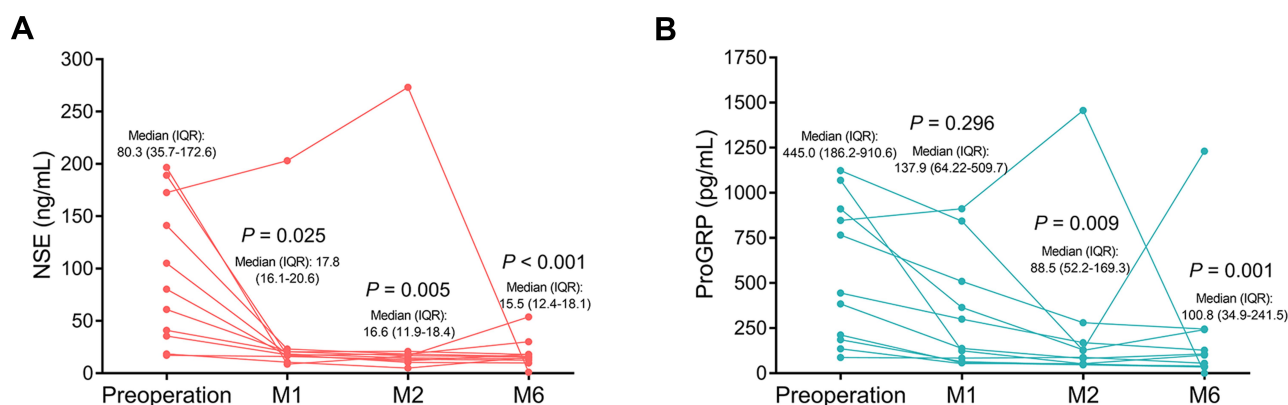 A
NSE (ng/mL)
300
250
200
150
100
50
0
Median (IQR):
80.3 (35.7-172.6)
P = 0.025
Median (IQR): 17.8
(16.1-20.6)
P = 0.005
Median (IQR):
16.6 (11.9-18.4)
P < 0.001
Median (IQR):
15.5 (12.4-18.1)
Preoperation M1 M2 M6
B
ProGRP (pg/mL)
1750
1500
1250
1000
750
500
250
0
Median (IQR):
445.0 (186.2-910.6)
P = 0.296
Median (IQR):
137.9 (64.22-509.7)
P = 0.009
Median (IQR):
88.5 (52.2-169.3)
P = 0.001
Median (IQR):
100.8 (34.9-241.5)
Preoperation M1 M2 M6